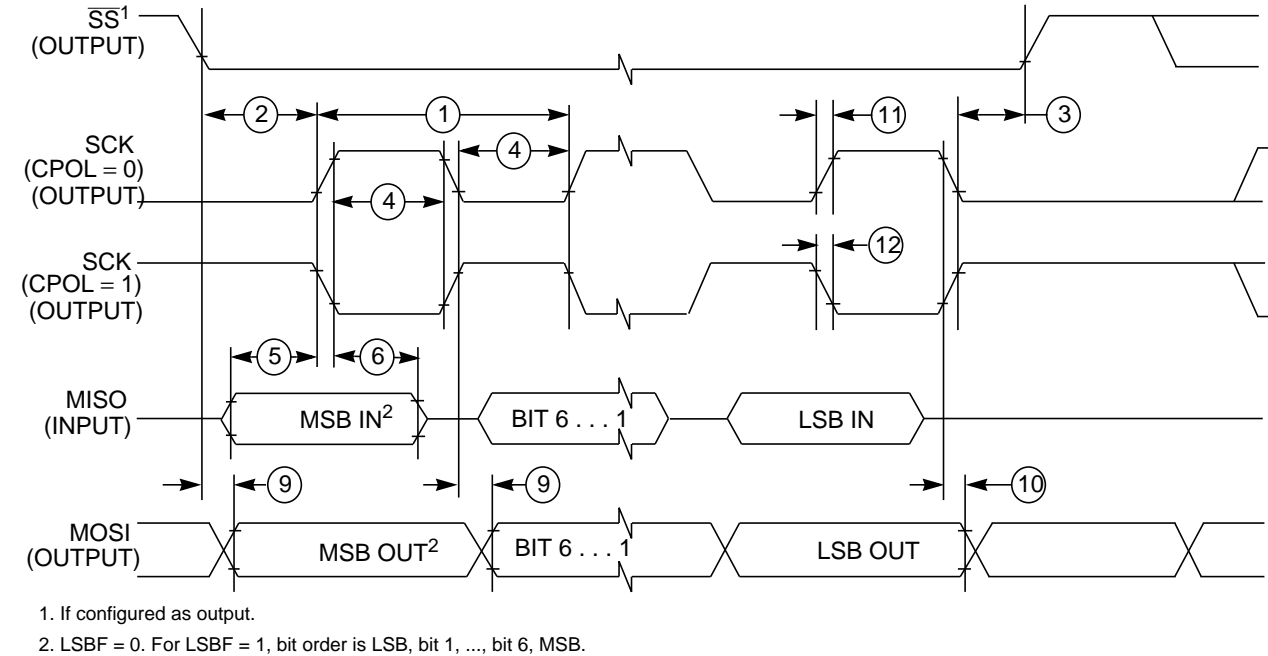 SS¹
(OUTPUT)
2
1
11
3
SCK
(CPOL = 0)
(OUTPUT)
4
4
12
SCK
(CPOL = 1)
(OUTPUT)
5
6
MISO
(INPUT)
MSB IN²
BIT 6 . . . 1
LSB IN
9
9
10
MOSI
(OUTPUT)
MSB OUT²
BIT 6 . . . 1
LSB OUT
1. If configured as output.
2. LSBF = 0. For LSBF = 1, bit order is LSB, bit 1, ..., bit 6, MSB.